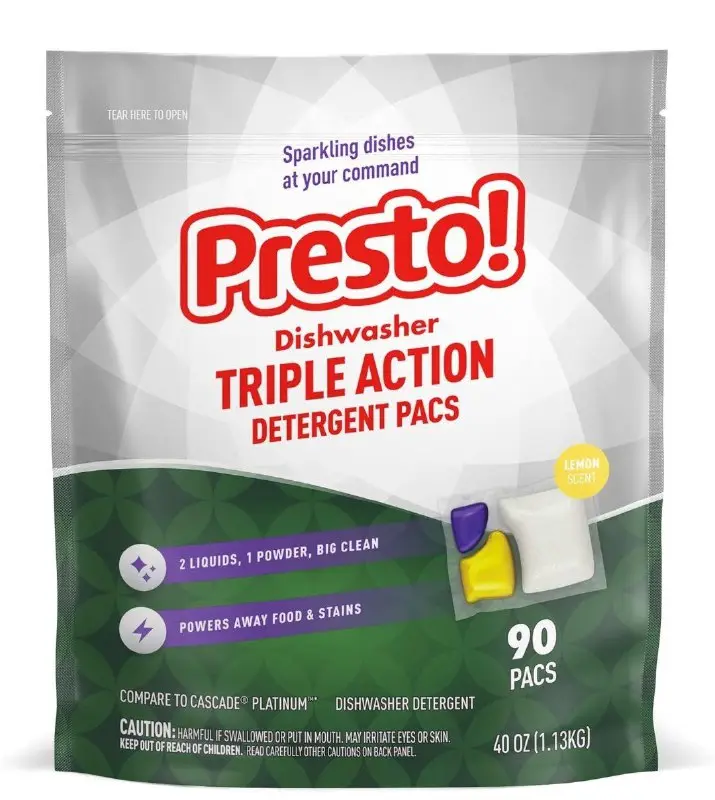 TEAR HERE TO OPEN
Sparkling dishes
at your command
Presto!
Dishwasher
TRIPLE ACTION
DETERGENT PACS
LEMON
SCENT
2 LIQUIDS, 1 POWDER, BIG CLEAN
POWERS AWAY FOOD & STAINS
90
PACS
COMPARE TO CASCADE® PLATINUM™* DISHWASHER DETERGENT
CAUTION: HARMFUL IF SWALLOWED OR PUT IN MOUTH. MAY IRRITATE EYES OR SKIN.
KEEP OUT OF REACH OF CHILDREN. READ CAREFULLY OTHER CAUTIONS ON BACK PANEL.
40 OZ (1.13KG)